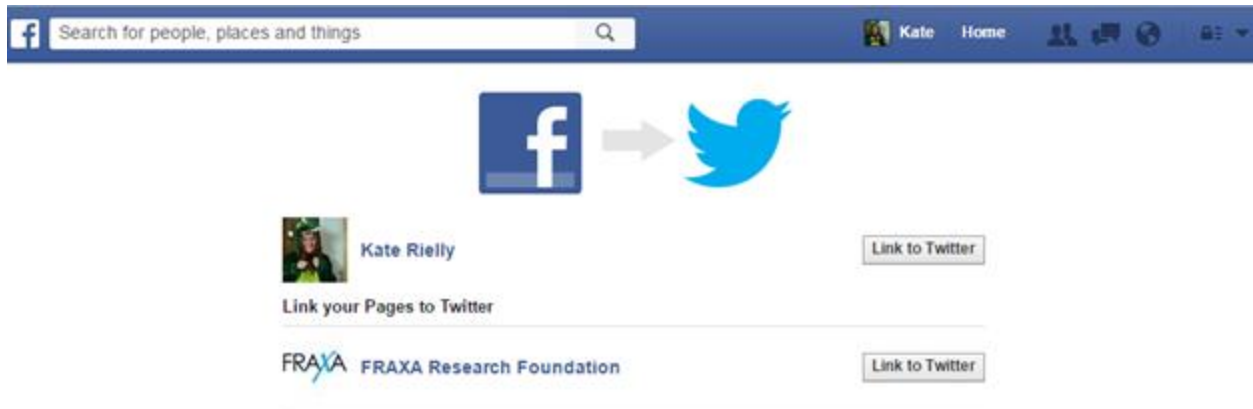 f Search for people, places and things Kate Home
f
Kate Rielly Link to Twitter
Link your Pages to Twitter
FRAXA FRAXA Research Foundation Link to Twitter